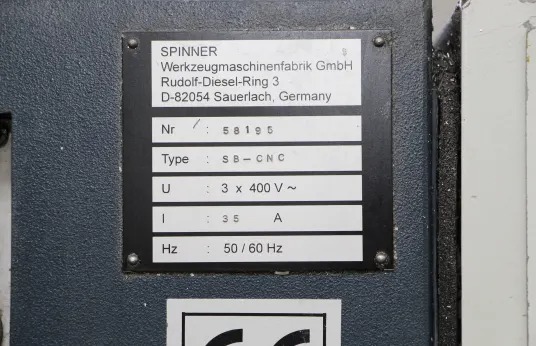 SPINNER
Werkzeugmaschinenfabrik GmbH
Rudolf-Diesel-Ring 3
D-82054 Sauerlach, Germany
Nr : 58195
Type : SB-CNC
U : 3 x 400 V ~
I : 35 A
Hz : 50 / 60 Hz
CE